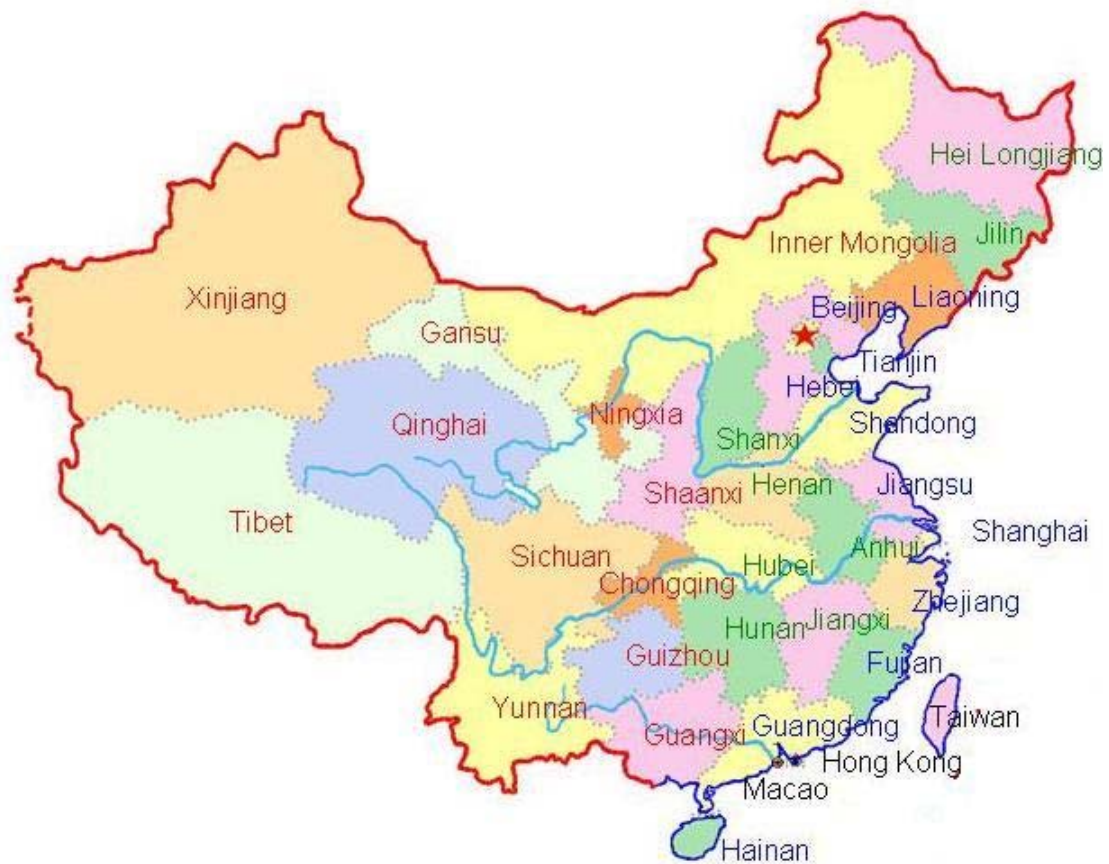 Hei Longjiang
Jilin
Inner Mongolia
Xinjiang
Beijing
Liaoning
Gansu
Tianjin
Hebei
Qinghai
Ningxia
Shandong
Shanxi
Shaanxi
Henan
Jiangsu
Tibet
Shanghai
Sichuan
Anhui
Hubei
Chongqing
Zhejiang
Hunan
Jiangxi
Guizhou
Fujian
Yunnan
Taiwan
Guangxi
Guangdong
Hong Kong
Macao
Hainan